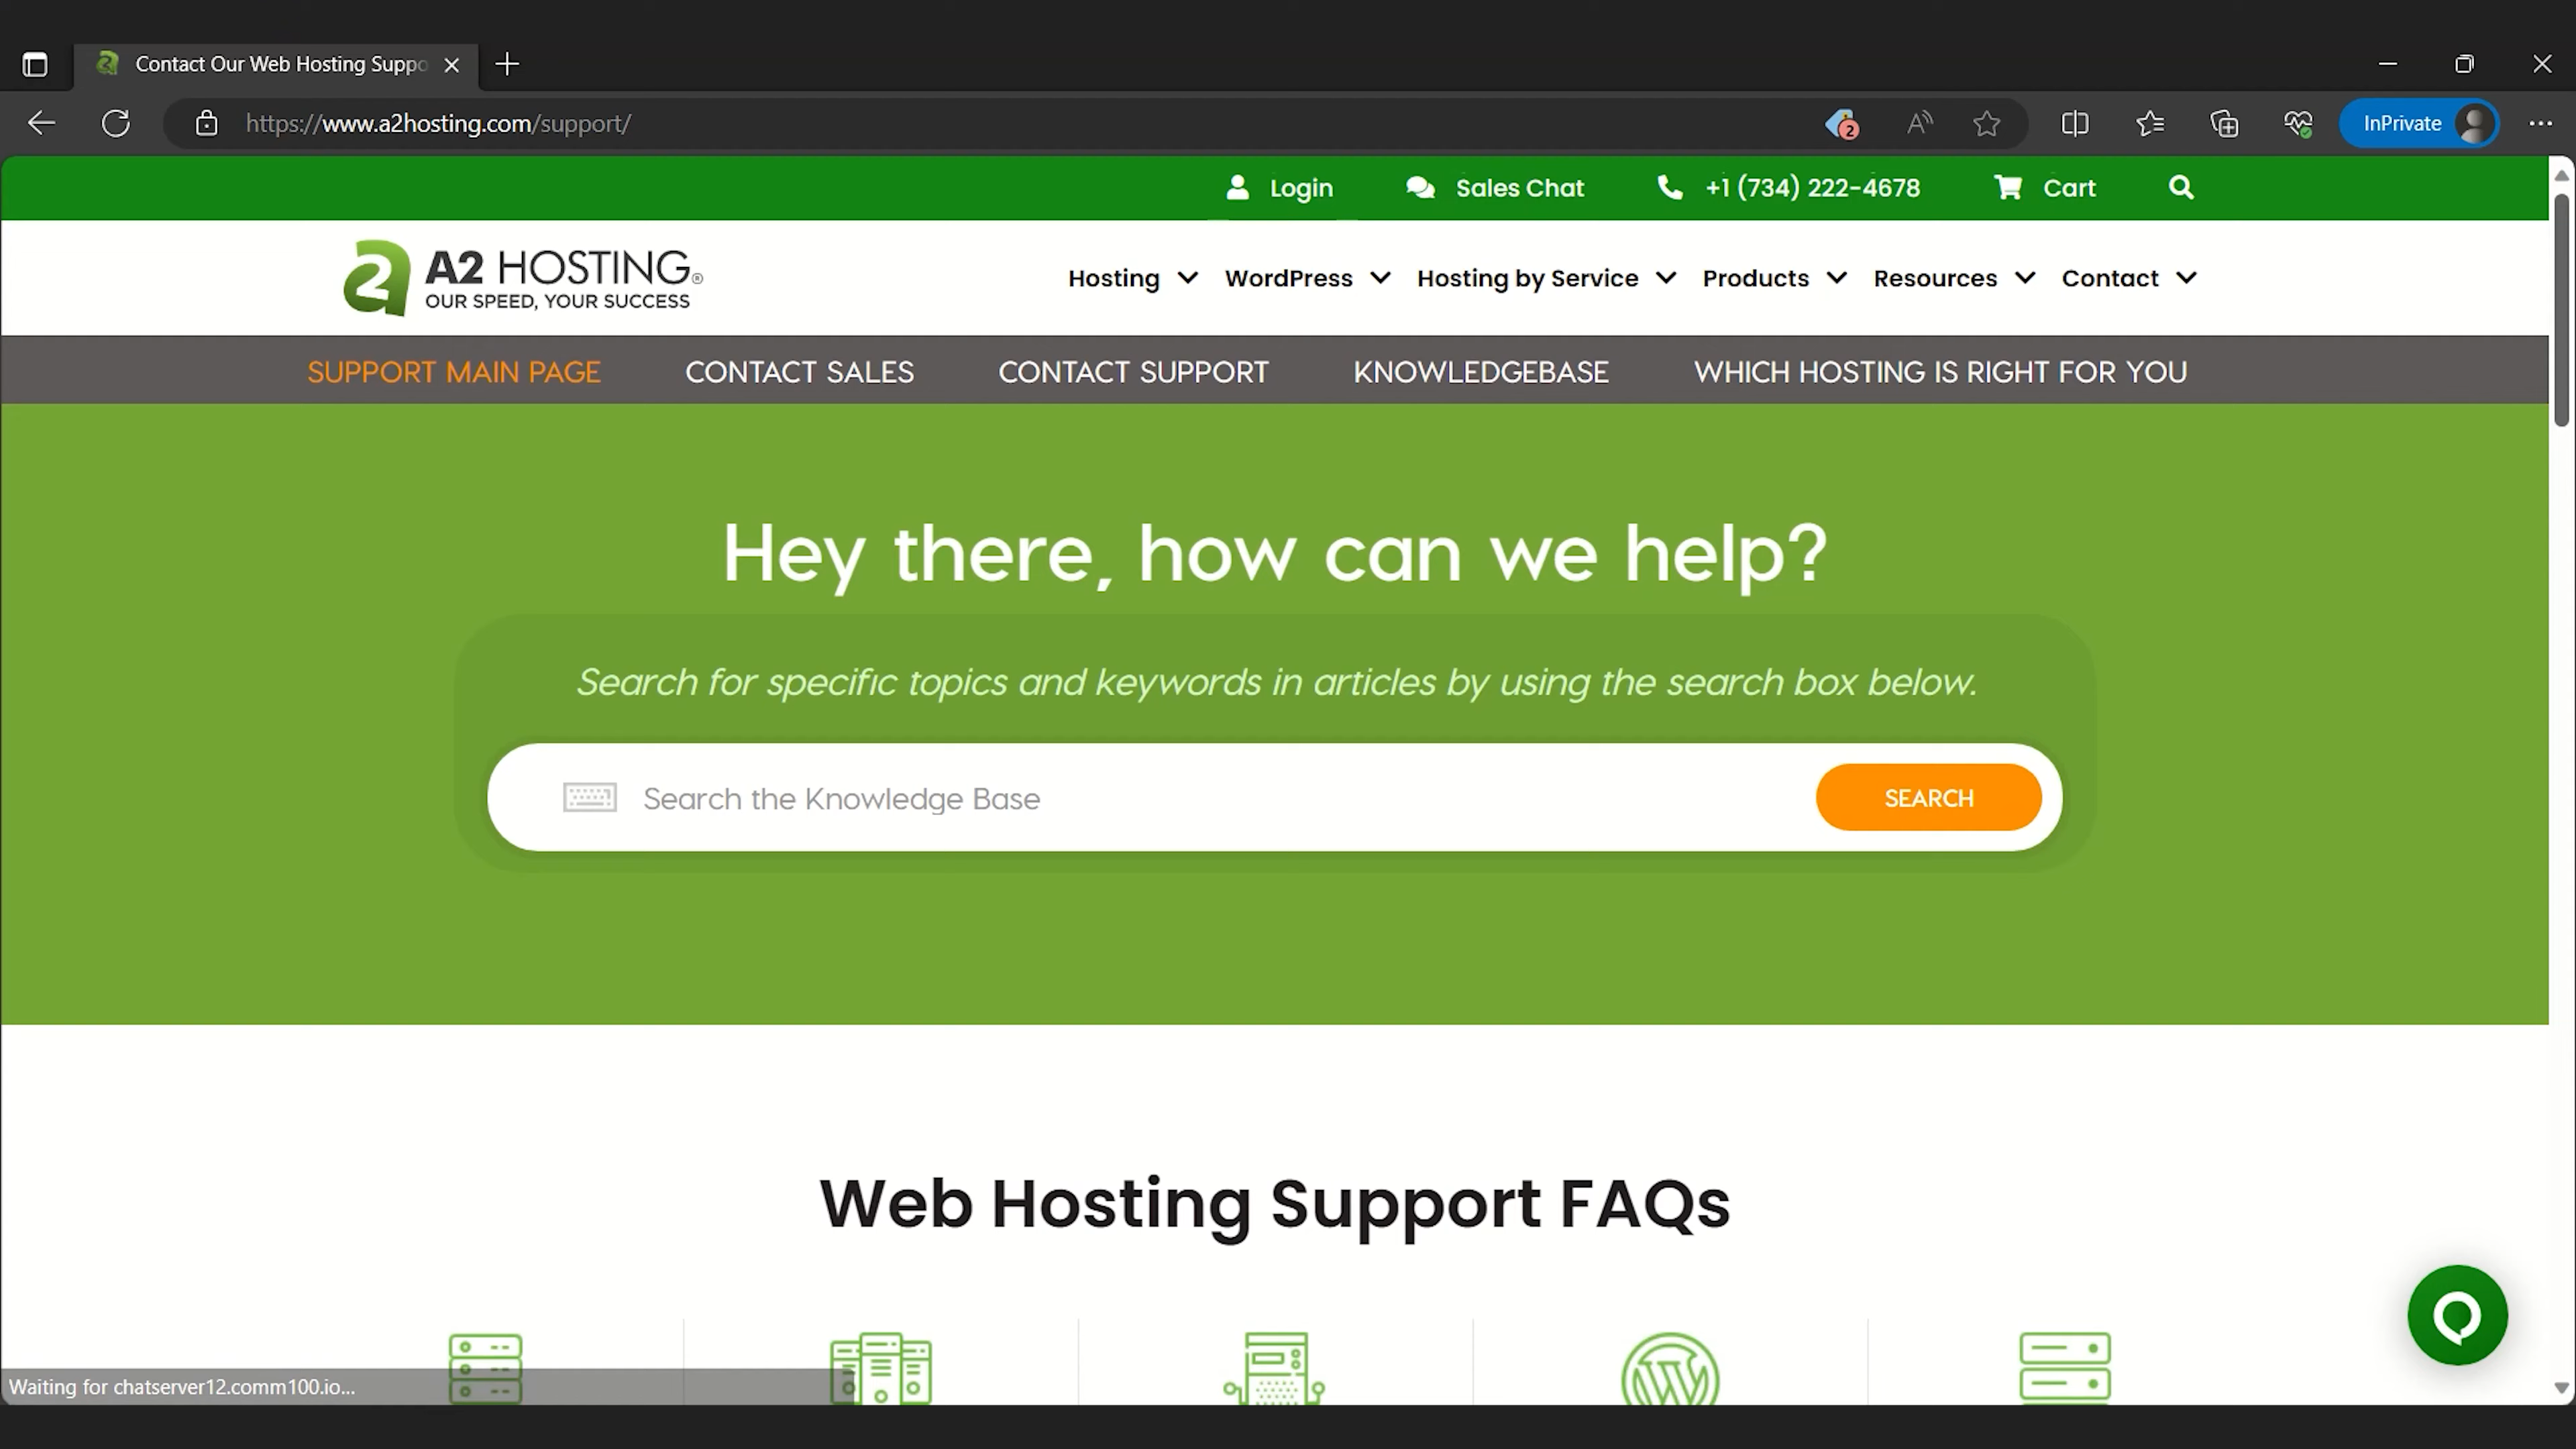 Contact Our Web Hosting Suppo
https://www.a2hosting.com/support/
2
InPrivate
Login
Sales Chat
+1 (734) 222-4678
Cart
A2 HOSTING®
OUR SPEED, YOUR SUCCESS
Hosting
WordPress
Hosting by Service
Products
Resources
Contact
SUPPORT MAIN PAGE
CONTACT SALES
CONTACT SUPPORT
KNOWLEDGEBASE
WHICH HOSTING IS RIGHT FOR YOU
Hey there, how can we help?
Search for specific topics and keywords in articles by using the search box below.
Search the Knowledge Base
SEARCH
Web Hosting Support FAQs
Waiting for chatserver12.comm100.io...